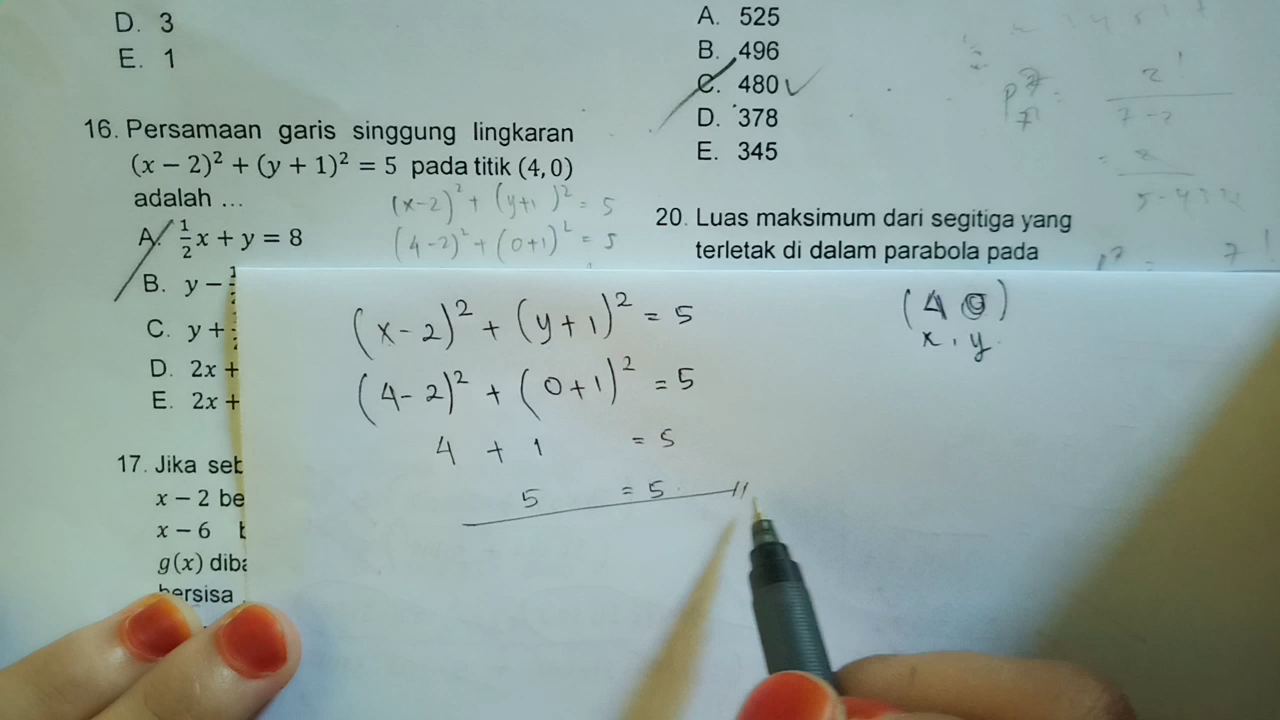 D. 3
E. 1
16. Persamaan garis singgung lingkaran
(x − 2)² + (y + 1)² = 5 pada titik (4, 0)
adalah ...
(x-2)² + (y+1)² = 5
(4-2)² + (0+1)² = 5
A. 1/2 x + y = 8
B. y −
C. y +
D. 2x +
E. 2x +
17. Jika
x − 2 be
x − 6
g(x)
bersisa
(x-2)² + (y+1)² = 5
(4-2)² + (0+1)² = 5
4 + 1 = 5
5 = 5
(4 0)
x, y
A. 525
B. 496
C. 480
D. 378
E. 345
20. Luas maksimum dari segitiga yang
terletak di dalam parabola pada
7-2